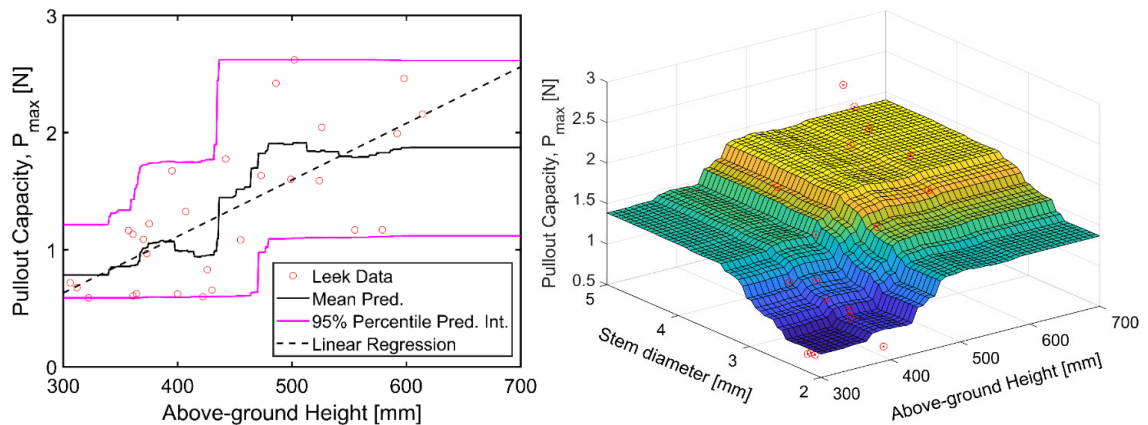 3
2
1
0
300
400
500
600
700
Pullout Capacity, P_max [N]
Above-ground Height [mm]
Leek Data
Mean Pred.
95% Percentile Pred. Int.
Linear Regression
3
2.5
2
1.5
1
0.5
Pullout Capacity, P_max [N]
5
4
3
2
Stem diameter [mm]
300
400
500
600
700
Above-ground Height [mm]